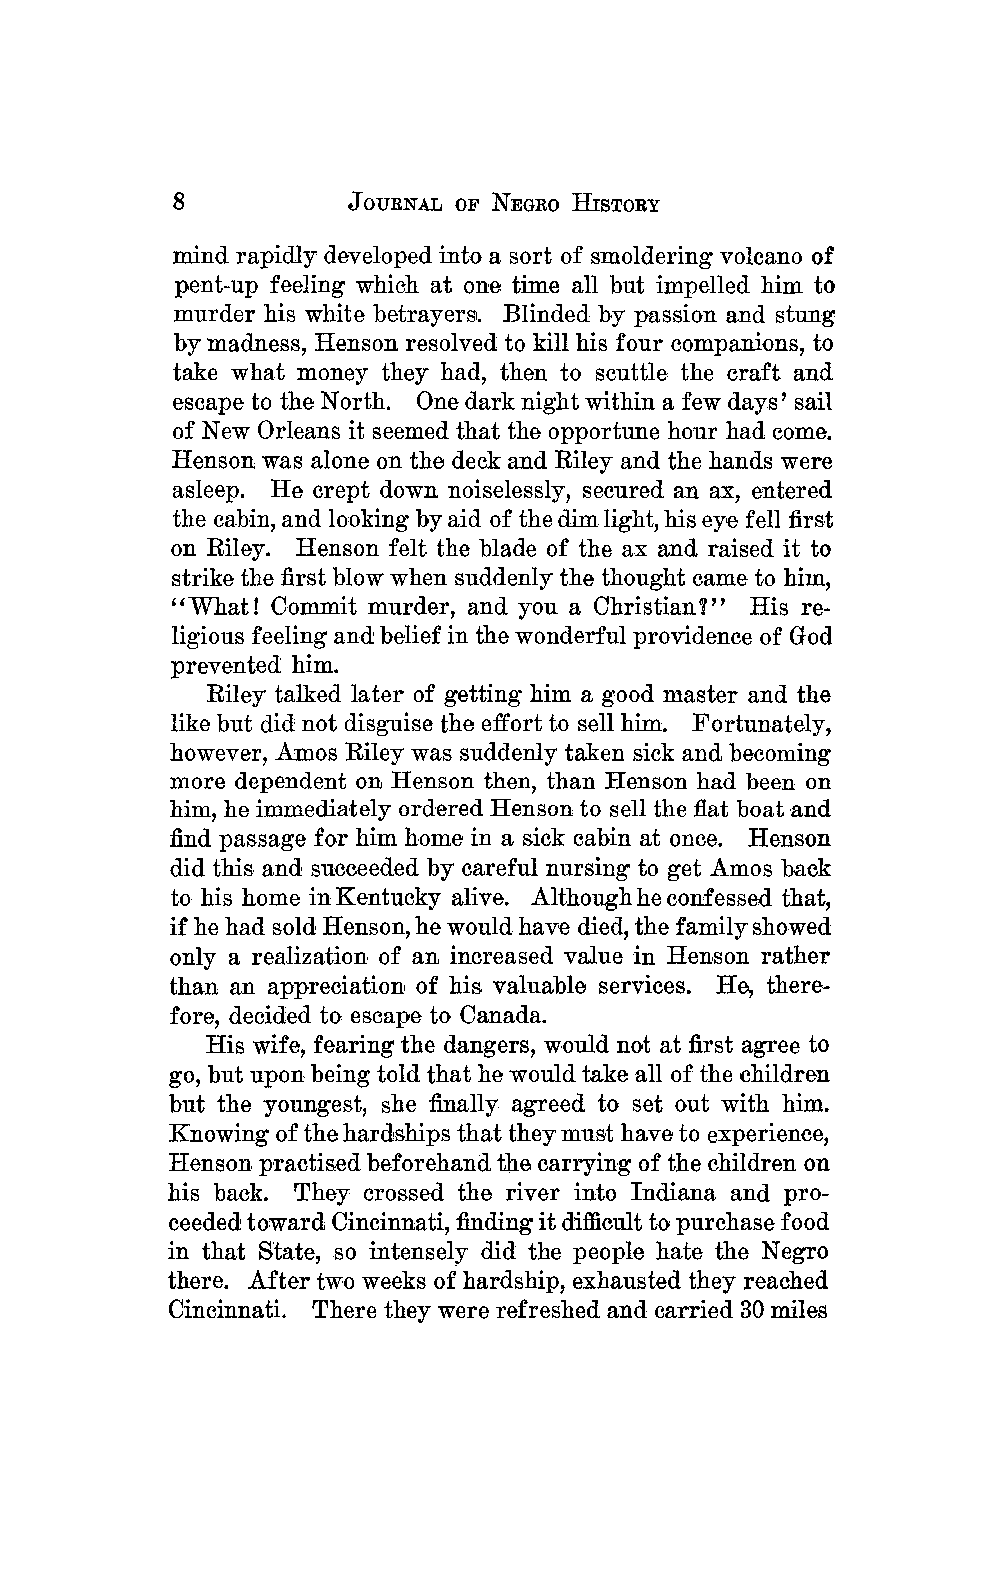 8 JOURNAL OF NEGRO HISTORY
mind rapidly developed into a sort of smoldering volcano of
pent-up feeling which at one time all but impelled him to
murder his white betrayers. Blinded by passion and stung
by madness, Henson resolved to kill his four companions, to
take what money they had, then to scuttle the craft and
escape to the North. One dark night within a few days' sail
of New Orleans it seemed that the opportune hour had come.
Henson was alone on the deck and Riley and the hands were
asleep. He crept down noiselessly, secured an ax, entered
the cabin, and looking by aid of the dim light, his eye fell first
on Riley. Henson felt the blade of the ax and raised it to
strike the first blow when suddenly the thought came to him,
“What! Commit murder, and you a Christian?” His re-
ligious feeling and belief in the wonderful providence of God
prevented him.
Riley talked later of getting him a good master and the
like but did not disguise the effort to sell him. Fortunately,
however, Amos Riley was suddenly taken sick and becoming
more dependent on Henson then, than Henson had been on
him, he immediately ordered Henson to sell the flat boat and
find passage for him home in a sick cabin at once. Henson
did this and succeeded by careful nursing to get Amos back
to his home in Kentucky alive. Although he confessed that,
if he had sold Henson, he would have died, the family showed
only a realization of an increased value in Henson rather
than an appreciation of his valuable services. He, there-
fore, decided to escape to Canada.
His wife, fearing the dangers, would not at first agree to
go, but upon being told that he would take all of the children
but the youngest, she finally agreed to set out with him.
Knowing of the hardships that they must have to experience,
Henson practised beforehand the carrying of the children on
his back. They crossed the river into Indiana and pro-
ceeded toward Cincinnati, finding it difficult to purchase food
in that State, so intensely did the people hate the Negro
there. After two weeks of hardship, exhausted they reached
Cincinnati. There they were refreshed and carried 30 miles